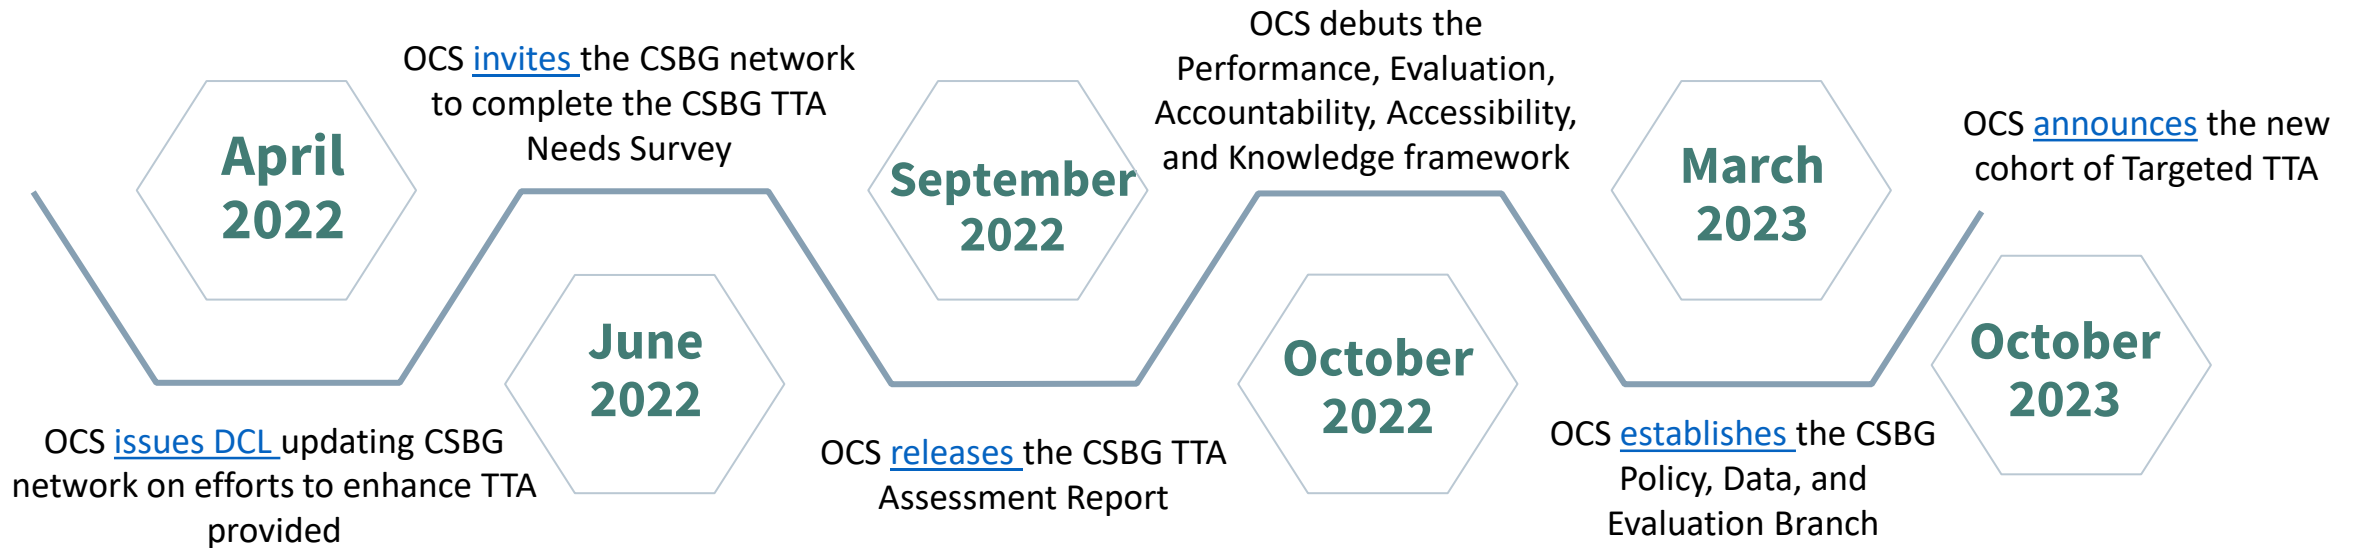 April
2022
OCS issues DCL updating CSBG
network on efforts to enhance TTA
provided
OCS invites the CSBG network
to complete the CSBG TTA
Needs Survey
June
2022
September
2022
OCS releases the CSBG TTA
Assessment Report
OCS debuts the
Performance, Evaluation,
Accountability, Accessibility,
and Knowledge framework
October
2022
March
2023
OCS establishes the CSBG
Policy, Data, and
Evaluation Branch
OCS announces the new
cohort of Targeted TTA
October
2023